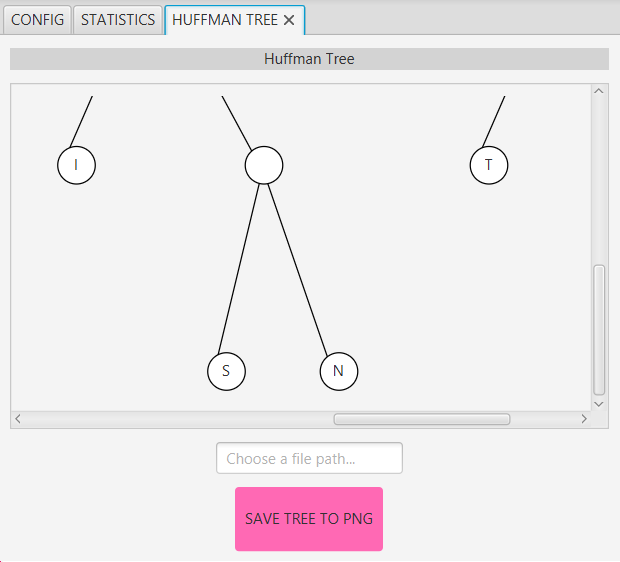 CONFIG STATISTICS HUFFMAN TREE
Huffman Tree
I T
S N
Choose a file path...
SAVE TREE TO PNG